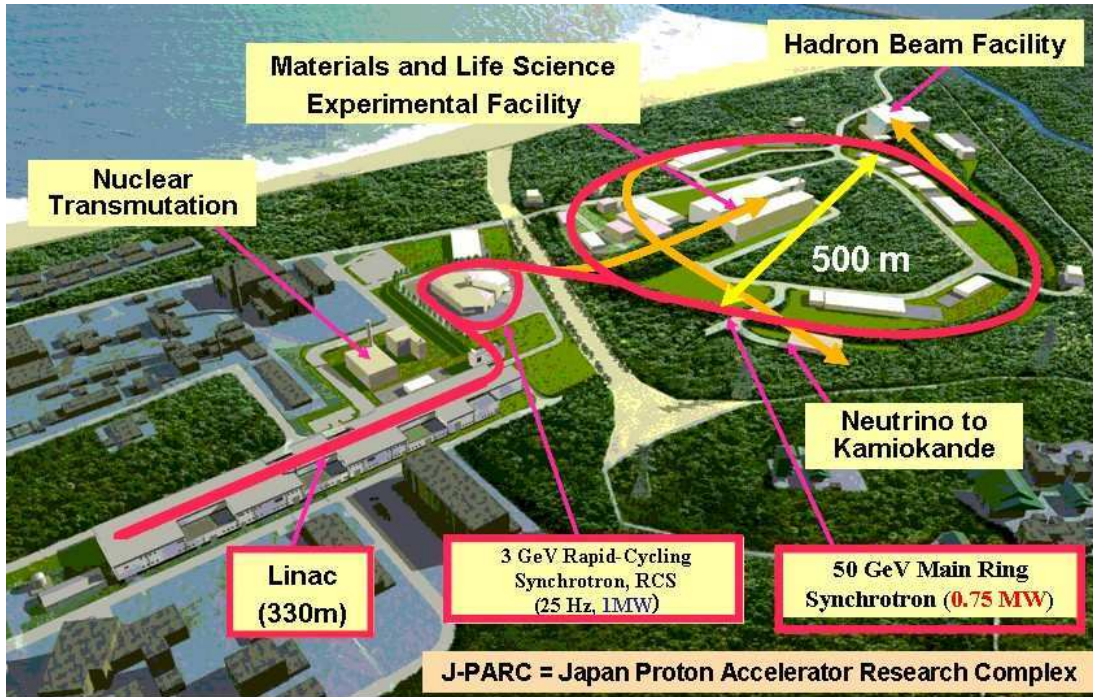 Hadron Beam Facility
Materials and Life Science
Experimental Facility
Nuclear
Transmutation
500 m
Neutrino to
Kamiokande
Linac
(330m)
3 GeV Rapid-Cycling
Synchrotron, RCS
(25 Hz, 1MW)
50 GeV Main Ring
Synchrotron (0.75 MW)
J-PARC = Japan Proton Accelerator Research Complex